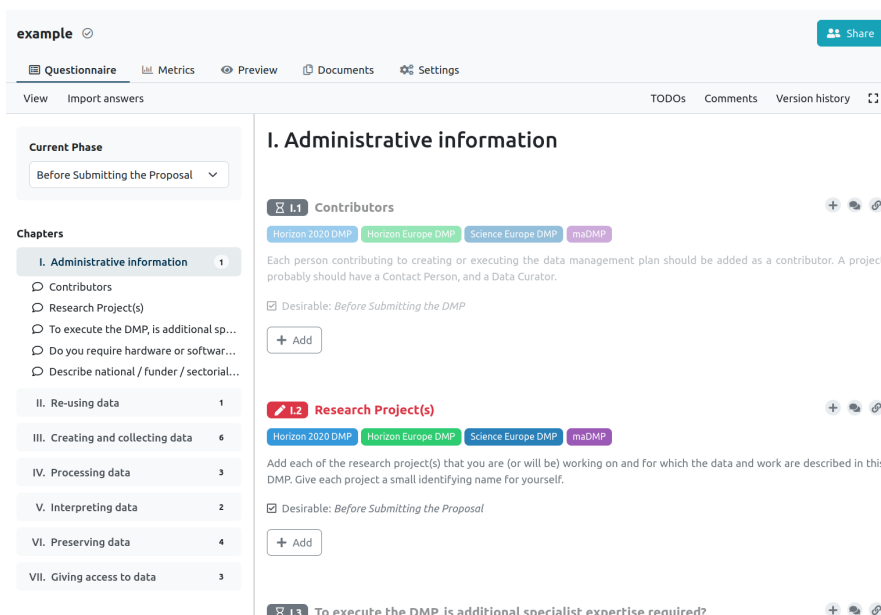 example
Share
Questionnaire
Metrics
Preview
Documents
Settings
View
Import answers
TODOs
Comments
Version history
Current Phase
Before Submitting the Proposal
Chapters
I. Administrative information 1
Contributors
Research Project(s)
To execute the DMP, is additional sp...
Do you require hardware or softwar...
Describe national / funder / sectorial...
II. Re-using data 1
III. Creating and collecting data 6
IV. Processing data 3
V. Interpreting data 2
VI. Preserving data 4
VII. Giving access to data 3
I. Administrative information
I.1 Contributors
Horizon 2020 DMP Horizon Europe DMP Science Europe DMP maDMP
Each person contributing to creating or executing the data management plan should be added as a contributor. A project
probably should have a Contact Person, and a Data Curator.
Desirable: Before Submitting the DMP
Add
I.2 Research Project(s)
Horizon 2020 DMP Horizon Europe DMP Science Europe DMP maDMP
Add each of the research project(s) that you are (or will be) working on and for which the data and work are described in this
DMP. Give each project a small identifying name for yourself.
Desirable: Before Submitting the Proposal
Add
I.3 To execute the DMP, is additional specialist expertise required?